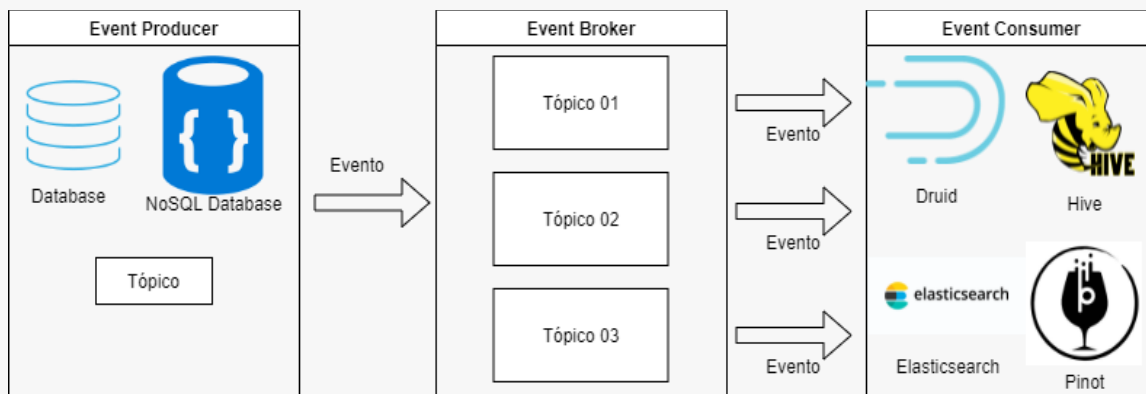 Event Producer
Database
NoSQL Database
Tópico
Evento
Event Broker
Tópico 01
Tópico 02
Tópico 03
Evento
Evento
Evento
Event Consumer
Druid
HIVE
Hive
elasticsearch
Elasticsearch
p
Pinot